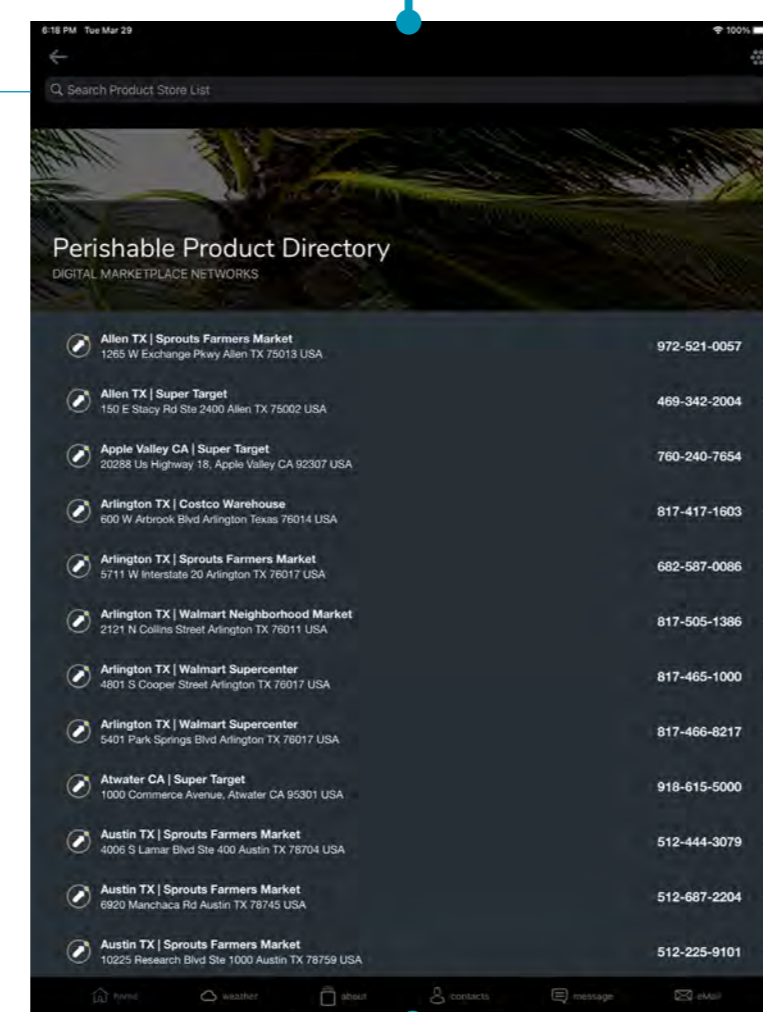 6:18 PM Tue Mar 29
100%
Search Product Store List
Perishable Product Directory
DIGITAL MARKETPLACE NETWORKS
Allen TX | Sprouts Farmers Market
1265 W Exchange Pkwy Allen TX 75013 USA
972-521-0057
Allen TX | Super Target
150 E Stacy Rd Ste 2400 Allen TX 75002 USA
469-342-2004
Apple Valley CA | Super Target
20288 Us Highway 18, Apple Valley CA 92307 USA
760-240-7654
Arlington TX | Costco Warehouse
600 W Arbrook Blvd Arlington Texas 76014 USA
817-417-1603
Arlington TX | Sprouts Farmers Market
5711 W Interstate 20 Arlington TX 76017 USA
682-587-0086
Arlington TX | Walmart Neighborhood Market
2121 N Collins Street Arlington TX 76011 USA
817-505-1386
Arlington TX | Walmart Supercenter
4801 S Cooper Street Arlington TX 76017 USA
817-465-1000
Arlington TX | Walmart Supercenter
5401 Park Springs Blvd Arlington TX 76017 USA
817-466-8217
Atwater CA | Super Target
1000 Commerce Avenue, Atwater CA 95301 USA
918-615-5000
Austin TX | Sprouts Farmers Market
4006 S Lamar Blvd Ste 400 Austin TX 78704 USA
512-444-3079
Austin TX | Sprouts Farmers Market
6920 Manchaca Rd Austin TX 78745 USA
512-687-2204
Austin TX | Sprouts Farmers Market
10225 Research Blvd Ste 1000 Austin TX 78759 USA
512-225-9101
home weather about contacts message eMail